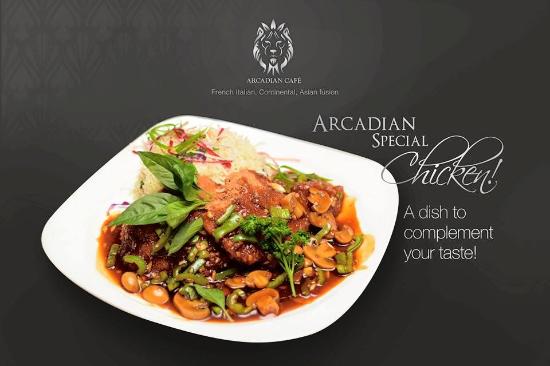 ARCADIAN CAFÉ
French Italian, Continental, Asian fusion
ARCADIAN
SPECIAL
Chicken!
A dish to
complement
your taste!